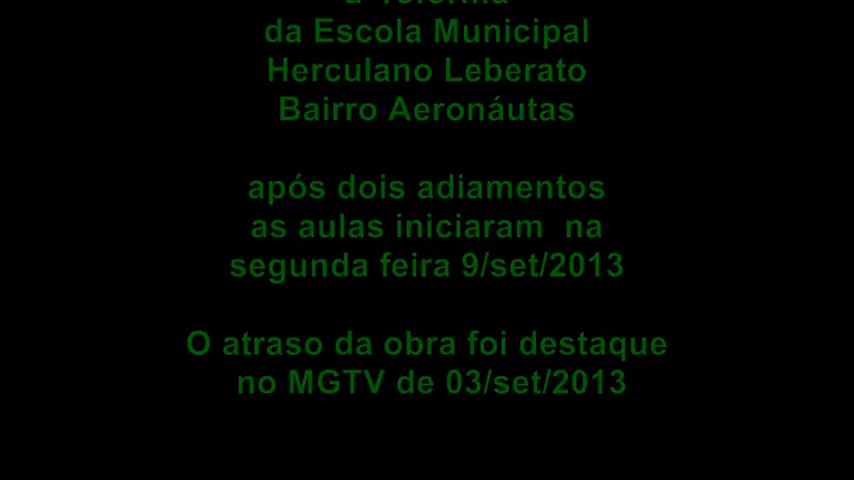 a reforma
da Escola Municipal
Herculano Leberato
Bairro Aeronáutas
após dois adiamentos
as aulas iniciaram na
segunda feira 9/set/2013
O atraso da obra foi destaque
no MGTV de 03/set/2013